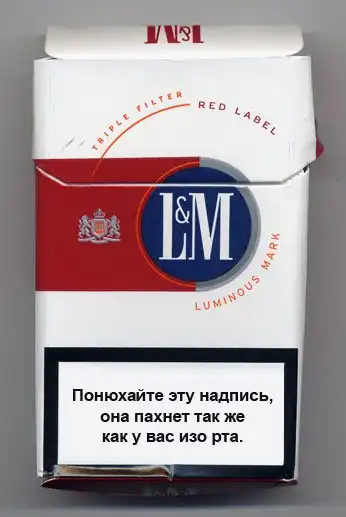 L&M
TRIPLE FILTER
RED LABEL
L&M
LUMINOUS MARK
Понюхайте эту надпись,
она пахнет так же
как у вас изо рта.